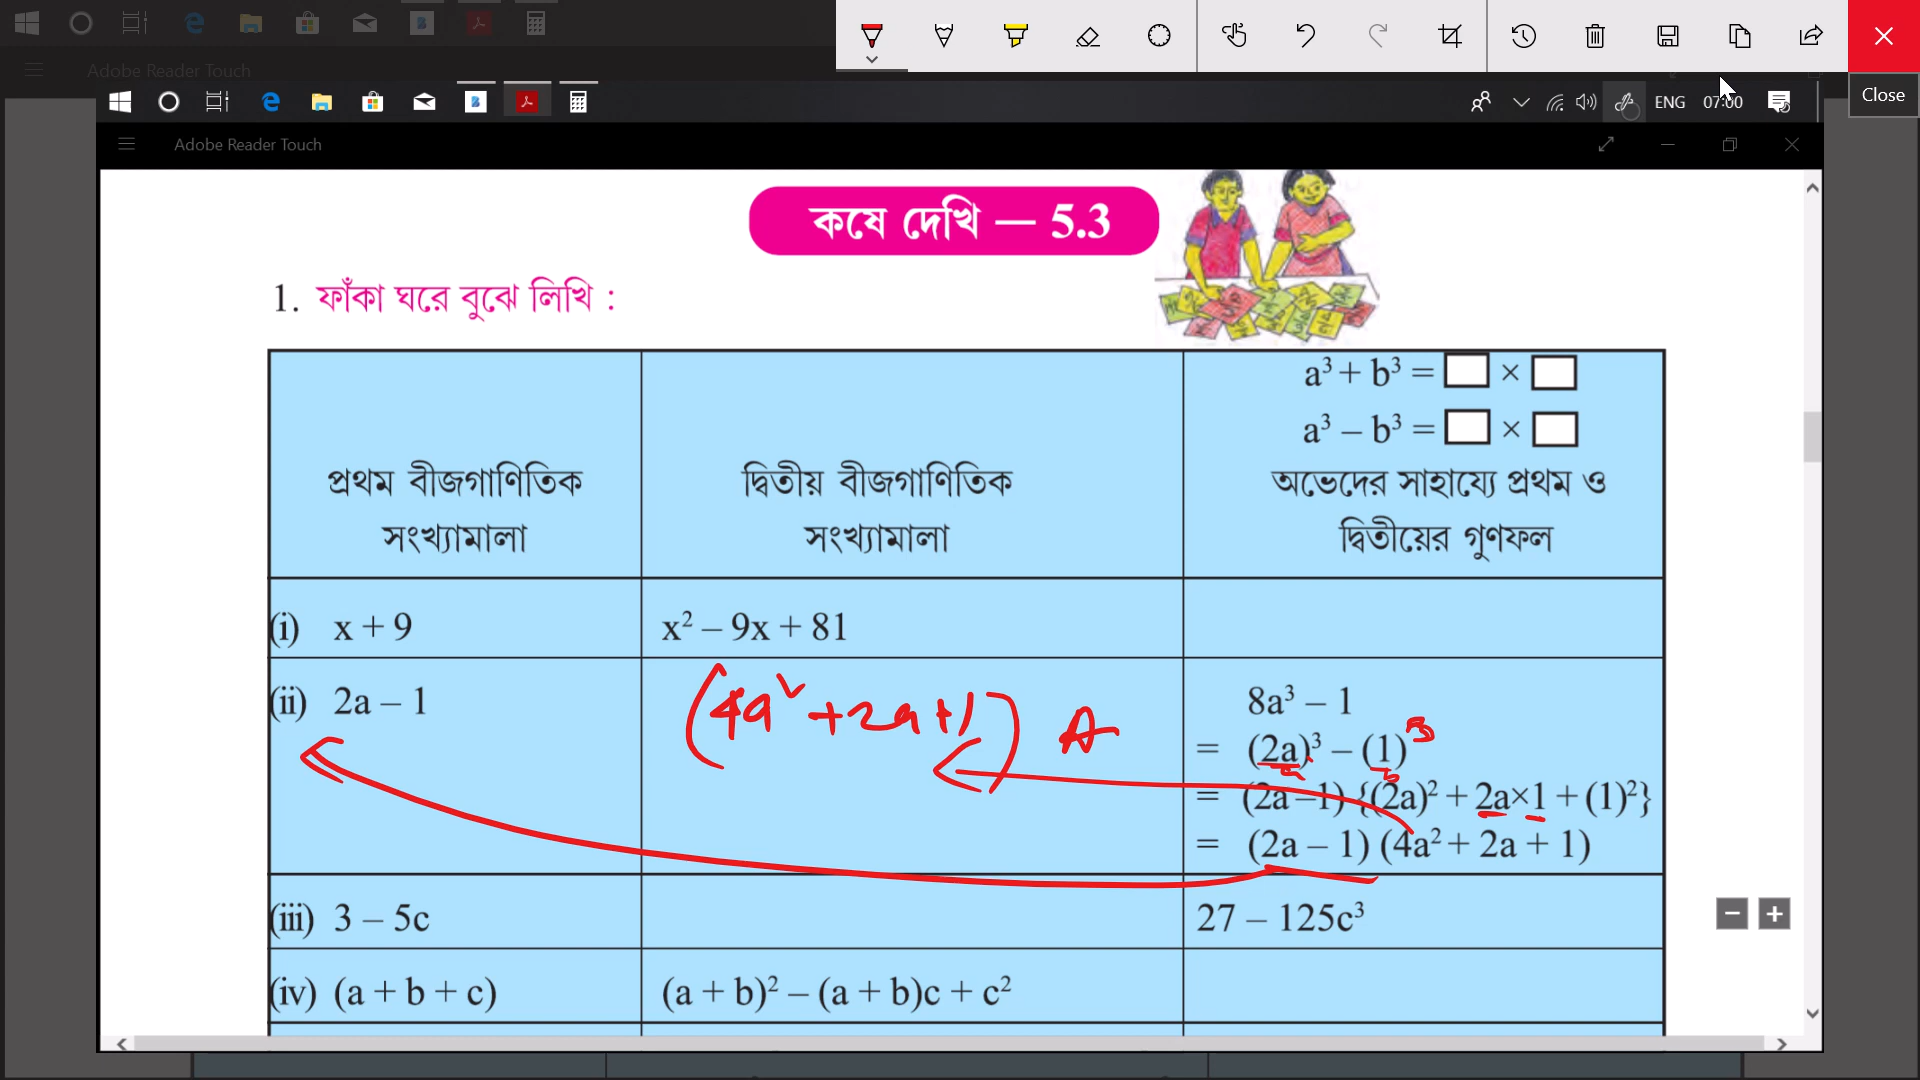 Adobe Reader Touch
ENG
07:00
Close
Adobe Reader Touch
কষে দেখি — 5.3
1. ফাঁকা ঘরে বুঝে লিখি :
a³ + b³ = □ × □
a³ – b³ = □ × □
প্রথম বীজগাণিতিক
সংখ্যামালা
দ্বিতীয় বীজগাণিতিক
সংখ্যামালা
অভেদের সাহায্যে প্রথম ও
দ্বিতীয়ের গুণফল
(i) x + 9
x² – 9x + 81
(ii) 2a – 1
(4a² + 2a + 1)
8a³ – 1
= (2a)³ – (1)³
a b
= (2a –1) {(2a)² + 2a×1 + (1)²}
= (2a – 1) (4a² + 2a + 1)
(iii) 3 – 5c
27 – 125c³
(iv) (a + b + c)
(a + b)² – (a + b)c + c²